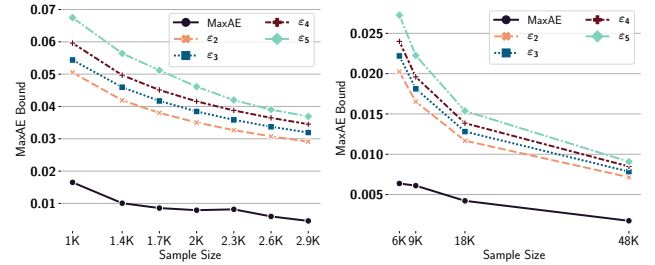 0.07
0.06
0.05
0.04
0.03
0.02
0.01
MaxAE Bound
MaxAE
ε2
ε3
ε4
ε5
1K 1.4K 1.7K 2K 2.3K 2.6K 2.9K
Sample Size
0.025
0.020
0.015
0.010
0.005
MaxAE Bound
MaxAE
ε2
ε3
ε4
ε5
6K 9K 18K 48K
Sample Size